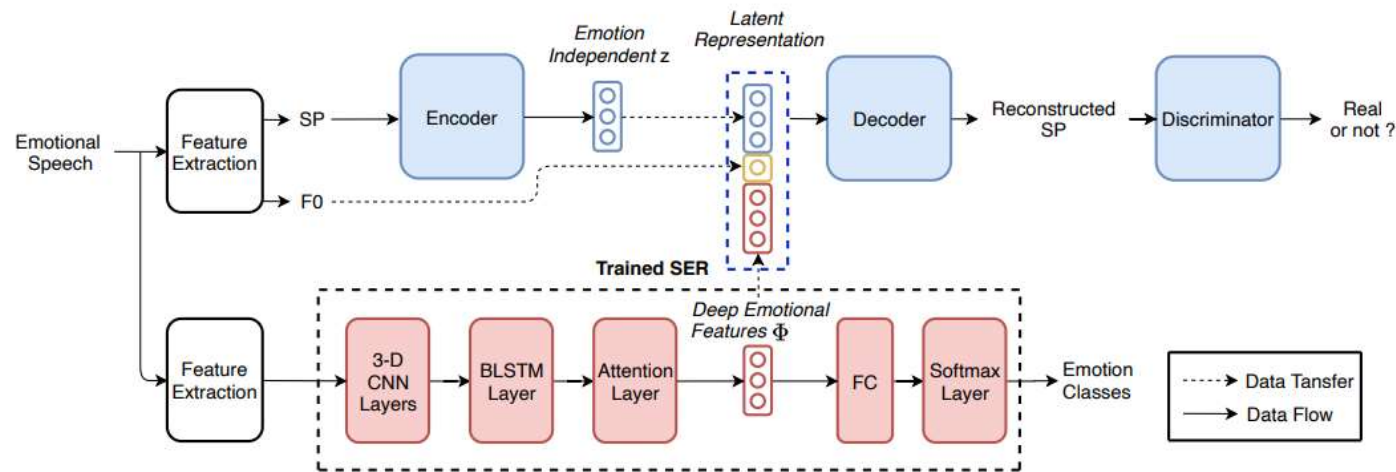 Emotional
Speech
Feature
Extraction
SP
F0
Encoder
Emotion
Independent z
Latent
Representation
Decoder
Reconstructed
SP
Discriminator
Real
or not ?
Trained SER
Feature
Extraction
3-D
CNN
Layers
BLSTM
Layer
Attention
Layer
Deep Emotional
Features Φ
FC
Softmax
Layer
Emotion
Classes
Data Tansfer
Data Flow